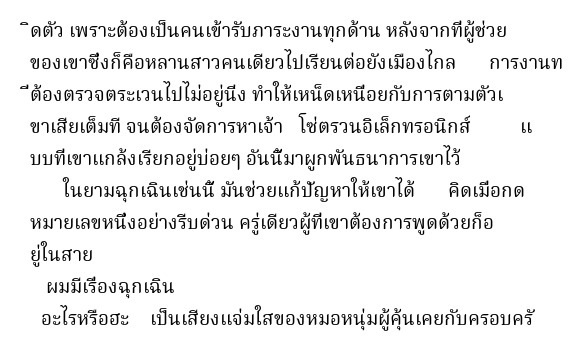 ิดตัว เพราะต้องเป็นคนเข้ารับภาระงานทุกด้าน หลังจากที่ผู้ช่วย
ของเขาซึ่งก็คือหลานสาวคนเดียวไปเรียนต่อยังเมืองไกล การงานท
ี่ต้องตรวจตระเวนไปไม่อยู่นิ่ง ทำให้เหน็ดเหนื่อยกับการตามตัวเ
ขาเสียเต็มที จนต้องจัดการหาเจ้า โซ่ตรวนอิเล็กทรอนิกส์ แ
บบที่เขาแกล้งเรียกอยู่บ่อยๆ อันนี้มาผูกพันธนาการเขาไว้
ในยามฉุกเฉินเช่นนี้ มันช่วยแก้ปัญหาให้เขาได้ คิดเมื่อกด
หมายเลขหนึ่งอย่างรีบด่วน ครู่เดียวผู้ที่เขาต้องการพูดด้วยก็อ
ยู่ในสาย
ผมมีเรื่องฉุกเฉิน
อะไรหรือฮะ เป็นเสียงแจ่มใสของหมอหนุ่มผู้คุ้นเคยกับครอบครั